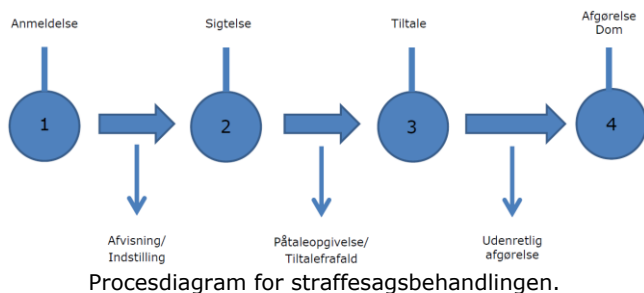 Anmeldelse
Sigtelse
Tiltale
Afgørelse
Dom
1
2
3
4
Afvisning/
Indstilling
Påtaleopgivelse/
Tiltalefrafald
Udenretlig
afgørelse
Procesdiagram for straffesagsbehandlingen.